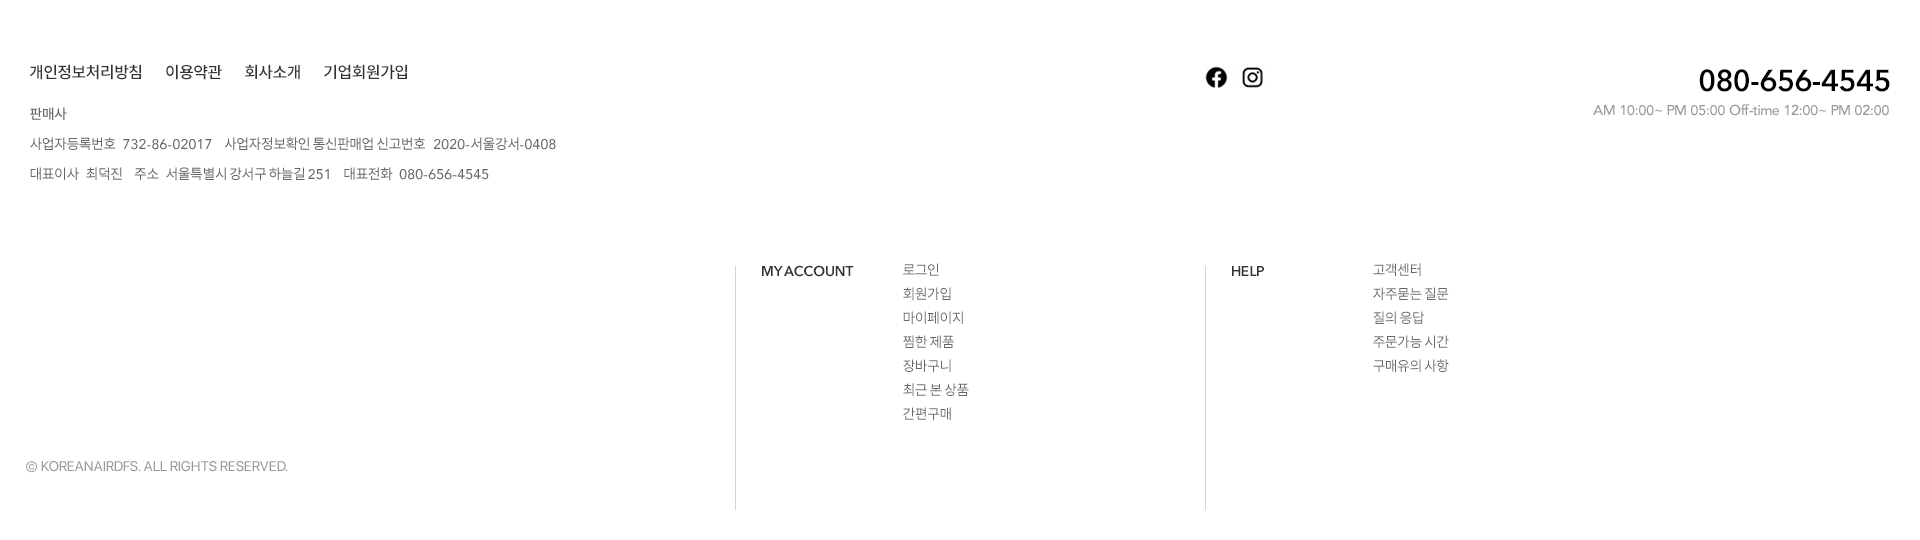 개인정보처리방침 이용약관 회사소개 기업회원가입
판매사
사업자등록번호 732-86-02017 사업자정보확인 통신판매업 신고번호 2020-서울강서-0408
대표이사 최덕진 주소 서울특별시 강서구 하늘길 251 대표전화 080-656-4545
080-656-4545
AM 10:00~ PM 05:00 Off-time 12:00~ PM 02:00
MY ACCOUNT
로그인
회원가입
마이페이지
찜한 제품
장바구니
최근 본 상품
간편구매
HELP
고객센터
자주묻는 질문
질의 응답
주문가능 시간
구매유의 사항
© KOREANAIRDFS. ALL RIGHTS RESERVED.